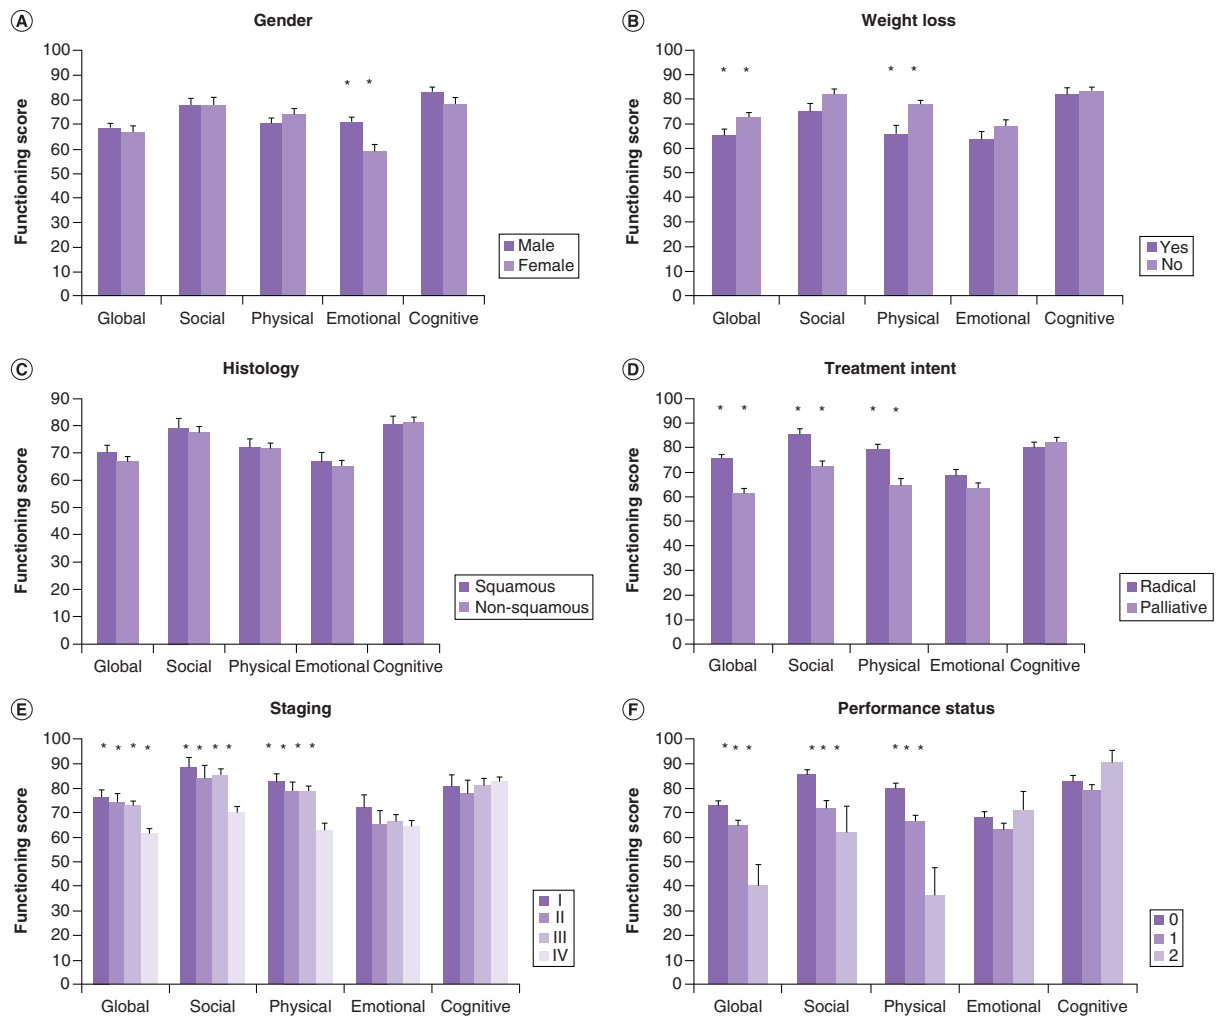 A Gender
100
90
80
70
60
50
40
30
20
10
0
Functioning score
* *
Male
Female
Global Social Physical Emotional Cognitive
B Weight loss
100
90
80
70
60
50
40
30
20
10
0
Functioning score
* * * *
Yes
No
Global Social Physical Emotional Cognitive
C Histology
90
80
70
60
50
40
30
20
10
0
Functioning score
Squamous
Non-squamous
Global Social Physical Emotional Cognitive
D Treatment intent
100
90
80
70
60
50
40
30
20
10
0
Functioning score
* * * * * *
Radical
Palliative
Global Social Physical Emotional Cognitive
E Staging
100
90
80
70
60
50
40
30
20
10
0
Functioning score
* * * * * * * * * * * *
I
II
III
IV
Global Social Physical Emotional Cognitive
F Performance status
100
90
80
70
60
50
40
30
20
10
0
Functioning score
* * * * * * * * *
0
1
2
Global Social Physical Emotional Cognitive